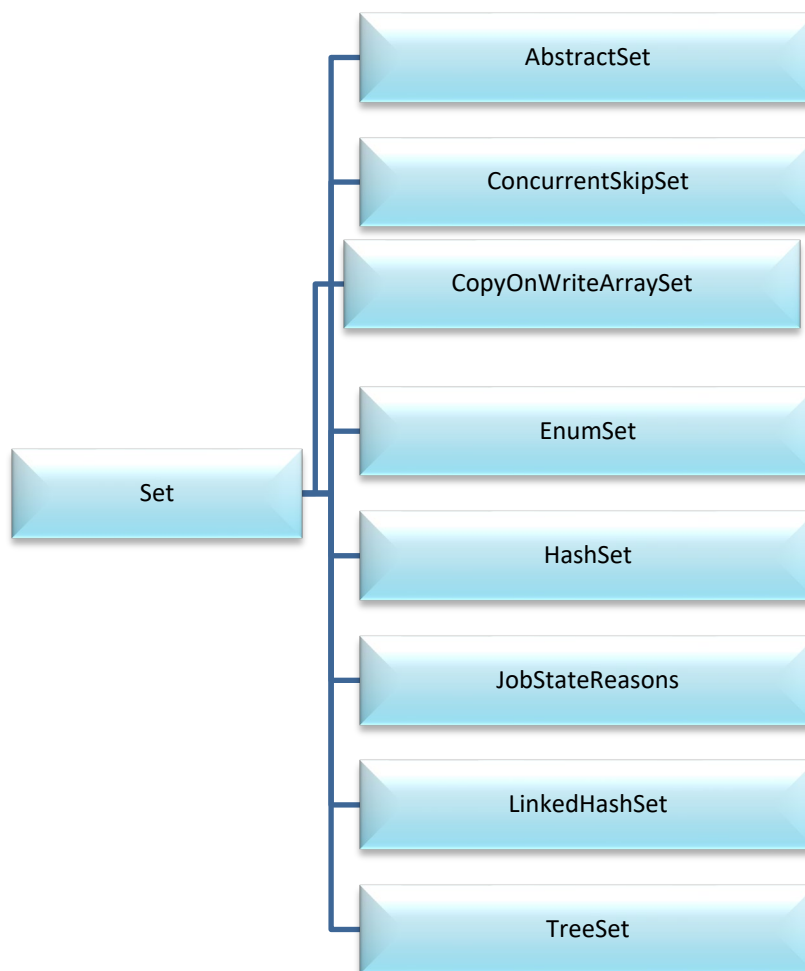 AbstractSet
ConcurrentSkipSet
CopyOnWriteArraySet
EnumSet
Set
HashSet
JobStateReasons
LinkedHashSet
TreeSet